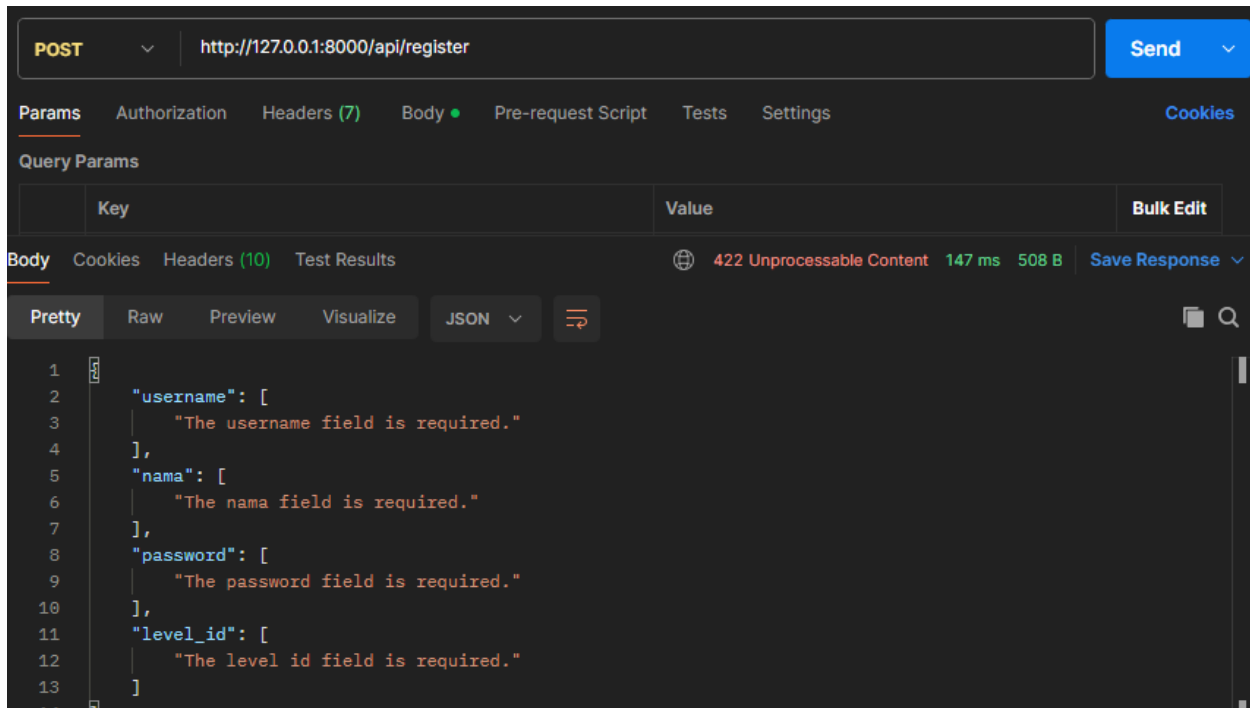 POST http://127.0.0.1:8000/api/register Send
Params Authorization Headers (7) Body Pre-request Script Tests Settings Cookies
Query Params
Key Value Bulk Edit
Body Cookies Headers (10) Test Results 422 Unprocessable Content 147 ms 508 B Save Response
Pretty Raw Preview Visualize JSON
1 {
2 "username": [
3 "The username field is required."
4 ],
5 "nama": [
6 "The nama field is required."
7 ],
8 "password": [
9 "The password field is required."
10 ],
11 "level_id": [
12 "The level id field is required."
13 ]